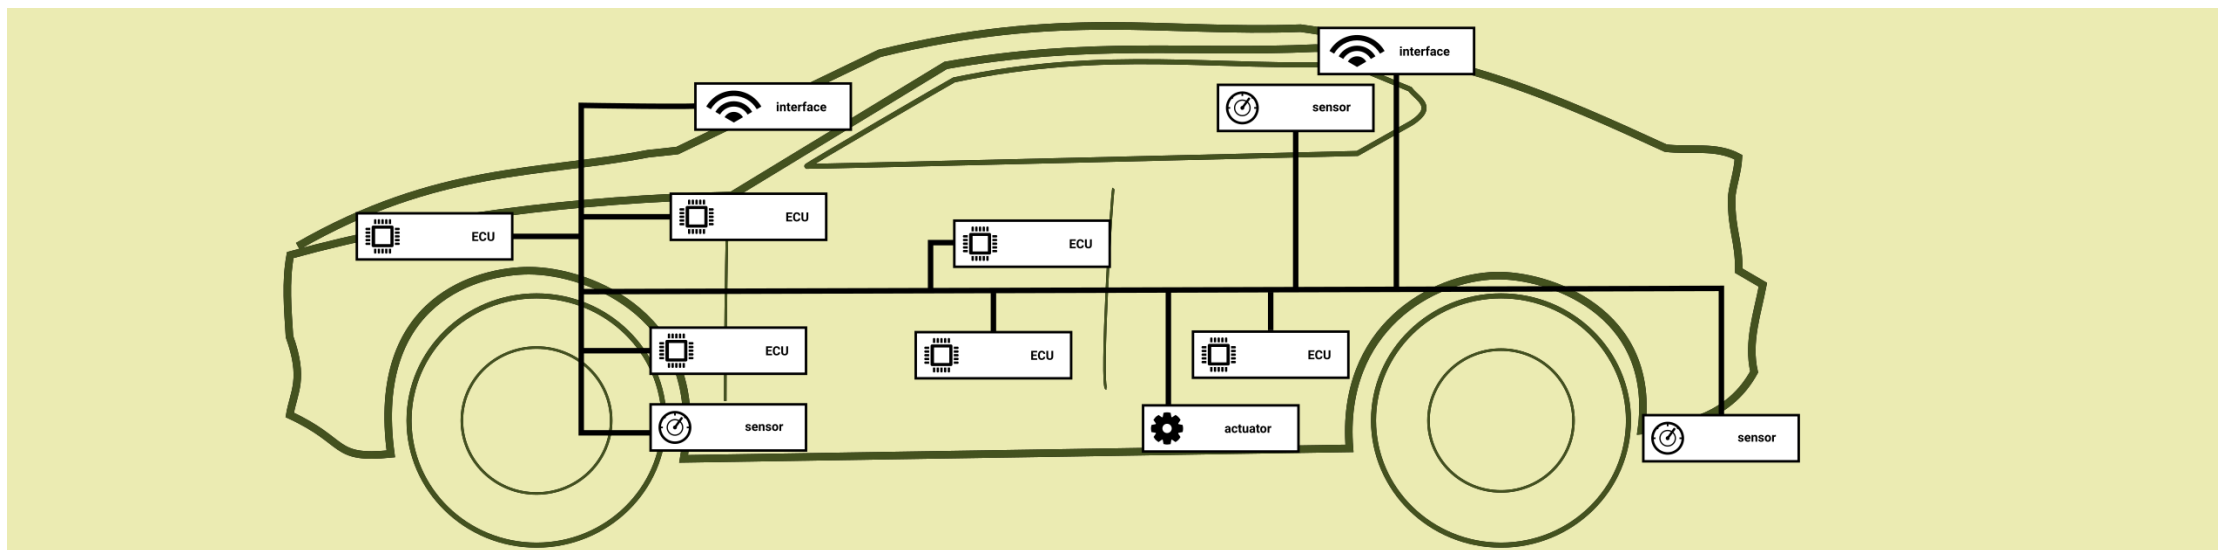 interface
interface
sensor
ECU
ECU
ECU
ECU
ECU
ECU
sensor
actuator
sensor